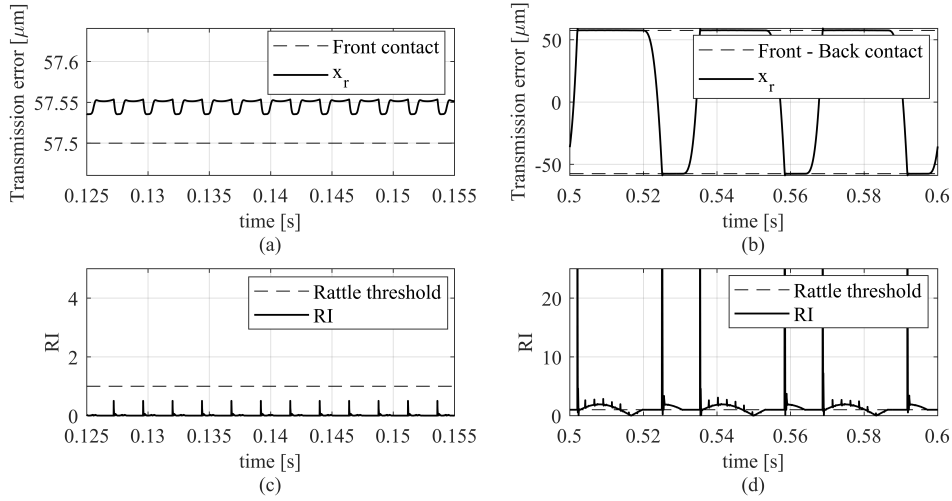 Transmission error [μm]
57.6
57.55
57.5
Front contact
x_r
0.125
0.13
0.135
0.14
0.145
0.15
0.155
time [s]
(a)
Transmission error [μm]
50
0
-50
Front - Back contact
x_r
0.5
0.52
0.54
0.56
0.58
0.6
time [s]
(b)
RI
4
2
0
Rattle threshold
RI
0.125
0.13
0.135
0.14
0.145
0.15
0.155
time [s]
(c)
RI
20
10
0
Rattle threshold
RI
0.5
0.52
0.54
0.56
0.58
0.6
time [s]
(d)